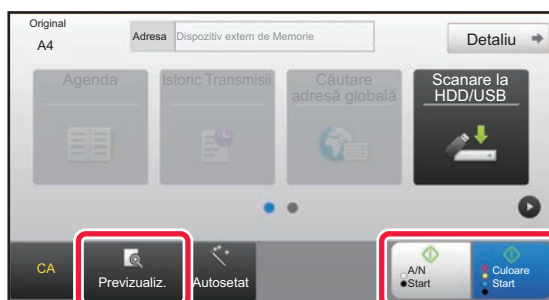 Original
A4
Adresa
Dispozitiv extern de Memorie
Detaliu
Agenda
Istoric Transmisii
Căutare
adresă globală
Scanare la
HDD/USB
CA
Previzualiz.
Autosetat
A/N
Start
Culoare
Start